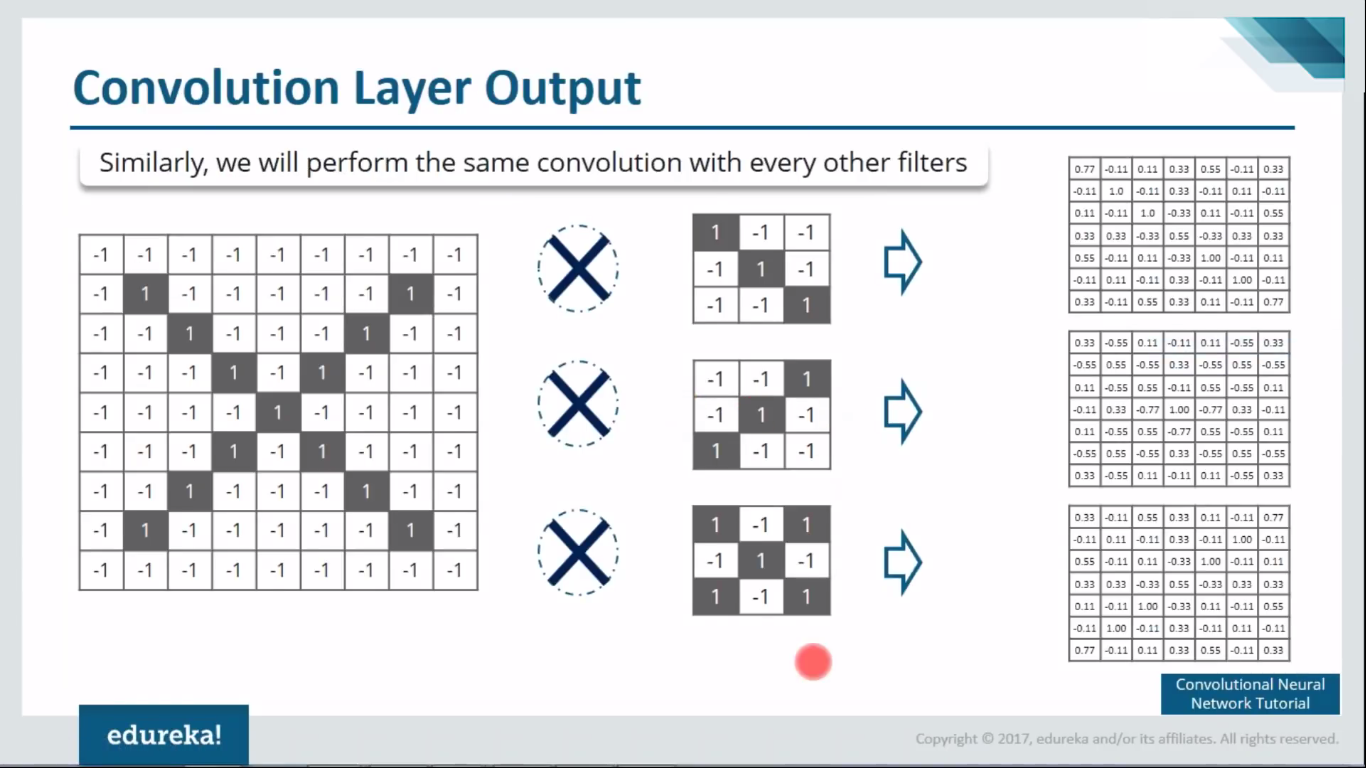 Convolution Layer Output
Similarly, we will perform the same convolution with every other filters
-1 -1 -1 -1 -1 -1 -1 -1 -1
-1 1 -1 -1 -1 -1 -1 1 -1
-1 -1 1 -1 -1 -1 1 -1 -1
-1 -1 -1 1 -1 1 -1 -1 -1
-1 -1 -1 -1 1 -1 -1 -1 -1
-1 -1 -1 1 -1 1 -1 -1 -1
-1 -1 1 -1 -1 -1 1 -1 -1
-1 1 -1 -1 -1 -1 -1 1 -1
-1 -1 -1 -1 -1 -1 -1 -1 -1
1 -1 -1
-1 1 -1
-1 -1 1
-1 -1 1
-1 1 -1
1 -1 -1
1 -1 1
-1 1 -1
1 -1 1
0.77 -0.11 0.11 0.33 0.55 -0.11 0.33
-0.11 1.0 -0.11 0.33 -0.11 0.11 -0.11
0.11 -0.11 1.0 -0.33 0.11 -0.11 0.55
0.33 0.33 -0.33 0.55 -0.33 0.33 0.33
0.55 -0.11 0.11 -0.33 1.00 -0.11 0.11
-0.11 0.11 -0.11 0.33 -0.11 1.00 -0.11
0.33 -0.11 0.55 0.33 0.11 -0.11 0.77
0.33 -0.55 0.11 -0.11 0.11 -0.55 0.33
-0.55 0.55 -0.55 0.33 -0.55 0.55 -0.55
0.11 -0.55 0.55 -0.11 0.55 -0.55 0.11
-0.11 0.33 -0.77 1.00 -0.77 0.33 -0.11
0.11 -0.55 0.55 -0.77 0.55 -0.55 0.11
-0.55 0.55 -0.55 0.33 -0.55 0.55 -0.55
0.33 -0.55 0.11 -0.11 0.11 -0.55 0.33
0.33 -0.11 0.55 0.33 0.11 -0.11 0.77
-0.11 0.11 -0.11 0.33 -0.11 1.00 -0.11
0.55 -0.11 0.11 -0.33 1.00 -0.11 0.11
0.33 0.33 -0.33 0.55 -0.33 0.33 0.33
0.11 -0.11 1.00 -0.33 0.11 -0.11 0.55
-0.11 1.00 -0.11 0.33 -0.11 0.11 -0.11
0.77 -0.11 0.11 0.33 0.55 -0.11 0.33
Convolutional Neural
Network Tutorial
edureka!
Copyright © 2017, edureka and/or its affiliates. All rights reserved.